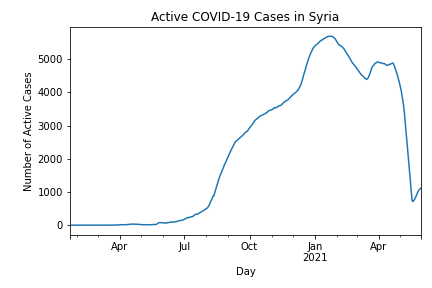 Active COVID-19 Cases in Syria
Number of Active Cases
5000
4000
3000
2000
1000
0
Apr Jul Oct Jan Apr
2021
Day